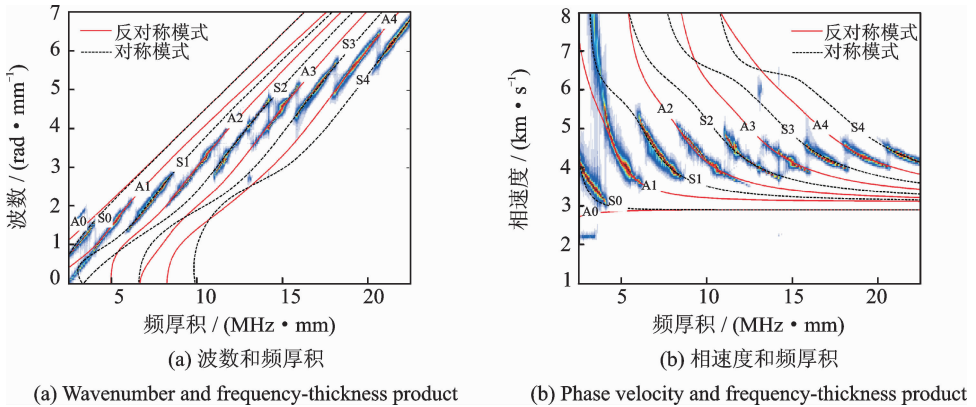 7
6
5
4
3
2
1
0
波数 / (rad·mm⁻¹)
反对称模式
对称模式
A0
S0
A1
S1
A2
S2
A3
S3
A4
S4
5
10
15
20
频厚积 / (MHz·mm)
(a) 波数和频厚积
(a) Wavenumber and frequency-thickness product
8
7
6
5
4
3
2
1
相速度 / (km·s⁻¹)
反对称模式
对称模式
A0
S0
A1
S1
A2
S2
A3
S3
A4
S4
5
10
15
20
频厚积 / (MHz·mm)
(b) 相速度和频厚积
(b) Phase velocity and frequency-thickness product